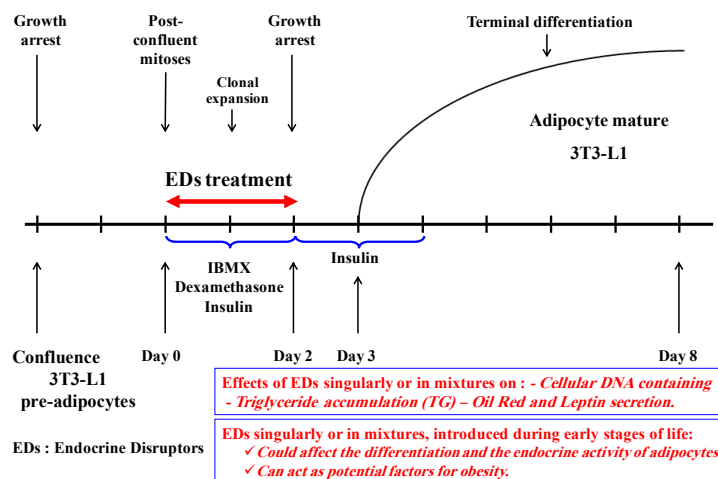 Growth
arrest
Post-
confluent
mitoses
Growth
arrest
Terminal differentiation
Clonal
expansion
Adipocyte mature
3T3-L1
EDs treatment
IBMX
Dexamethasone
Insulin
Insulin
Confluence
3T3-L1
pre-adipocytes
Day 0
Day 2
Day 3
Day 8
Effects of EDs singularly or in mixtures on : - Cellular DNA containing
- Triglyceride accumulation (TG) – Oil Red and Leptin secretion.
EDs : Endocrine Disruptors
EDs singularly or in mixtures, introduced during early stages of life:
✓ Could affect the differentiation and the endocrine activity of adipocytes
✓ Can act as potential factors for obesity.